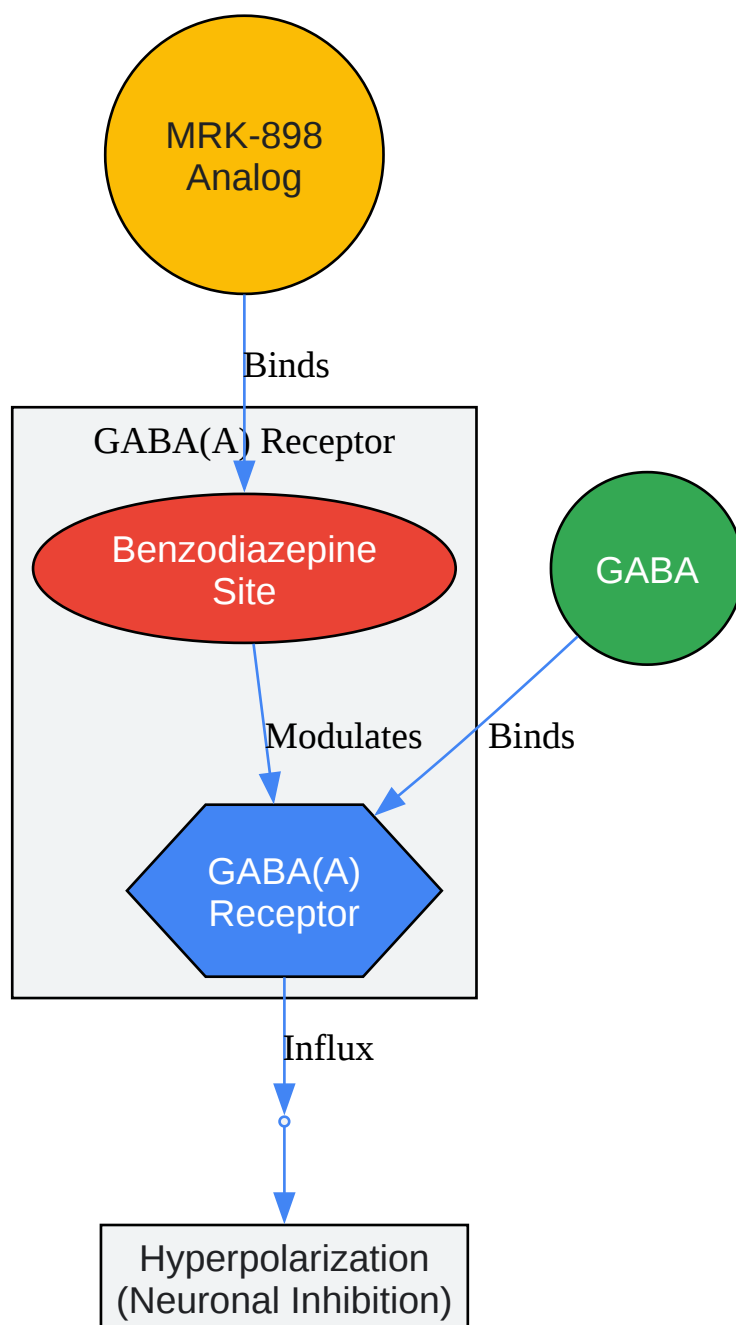 MRK-898
Analog
Binds
GABA(A) Receptor
Benzodiazepine
Site
GABA
Modulates
Binds
GABA(A)
Receptor
Influx
Hyperpolarization
(Neuronal Inhibition)